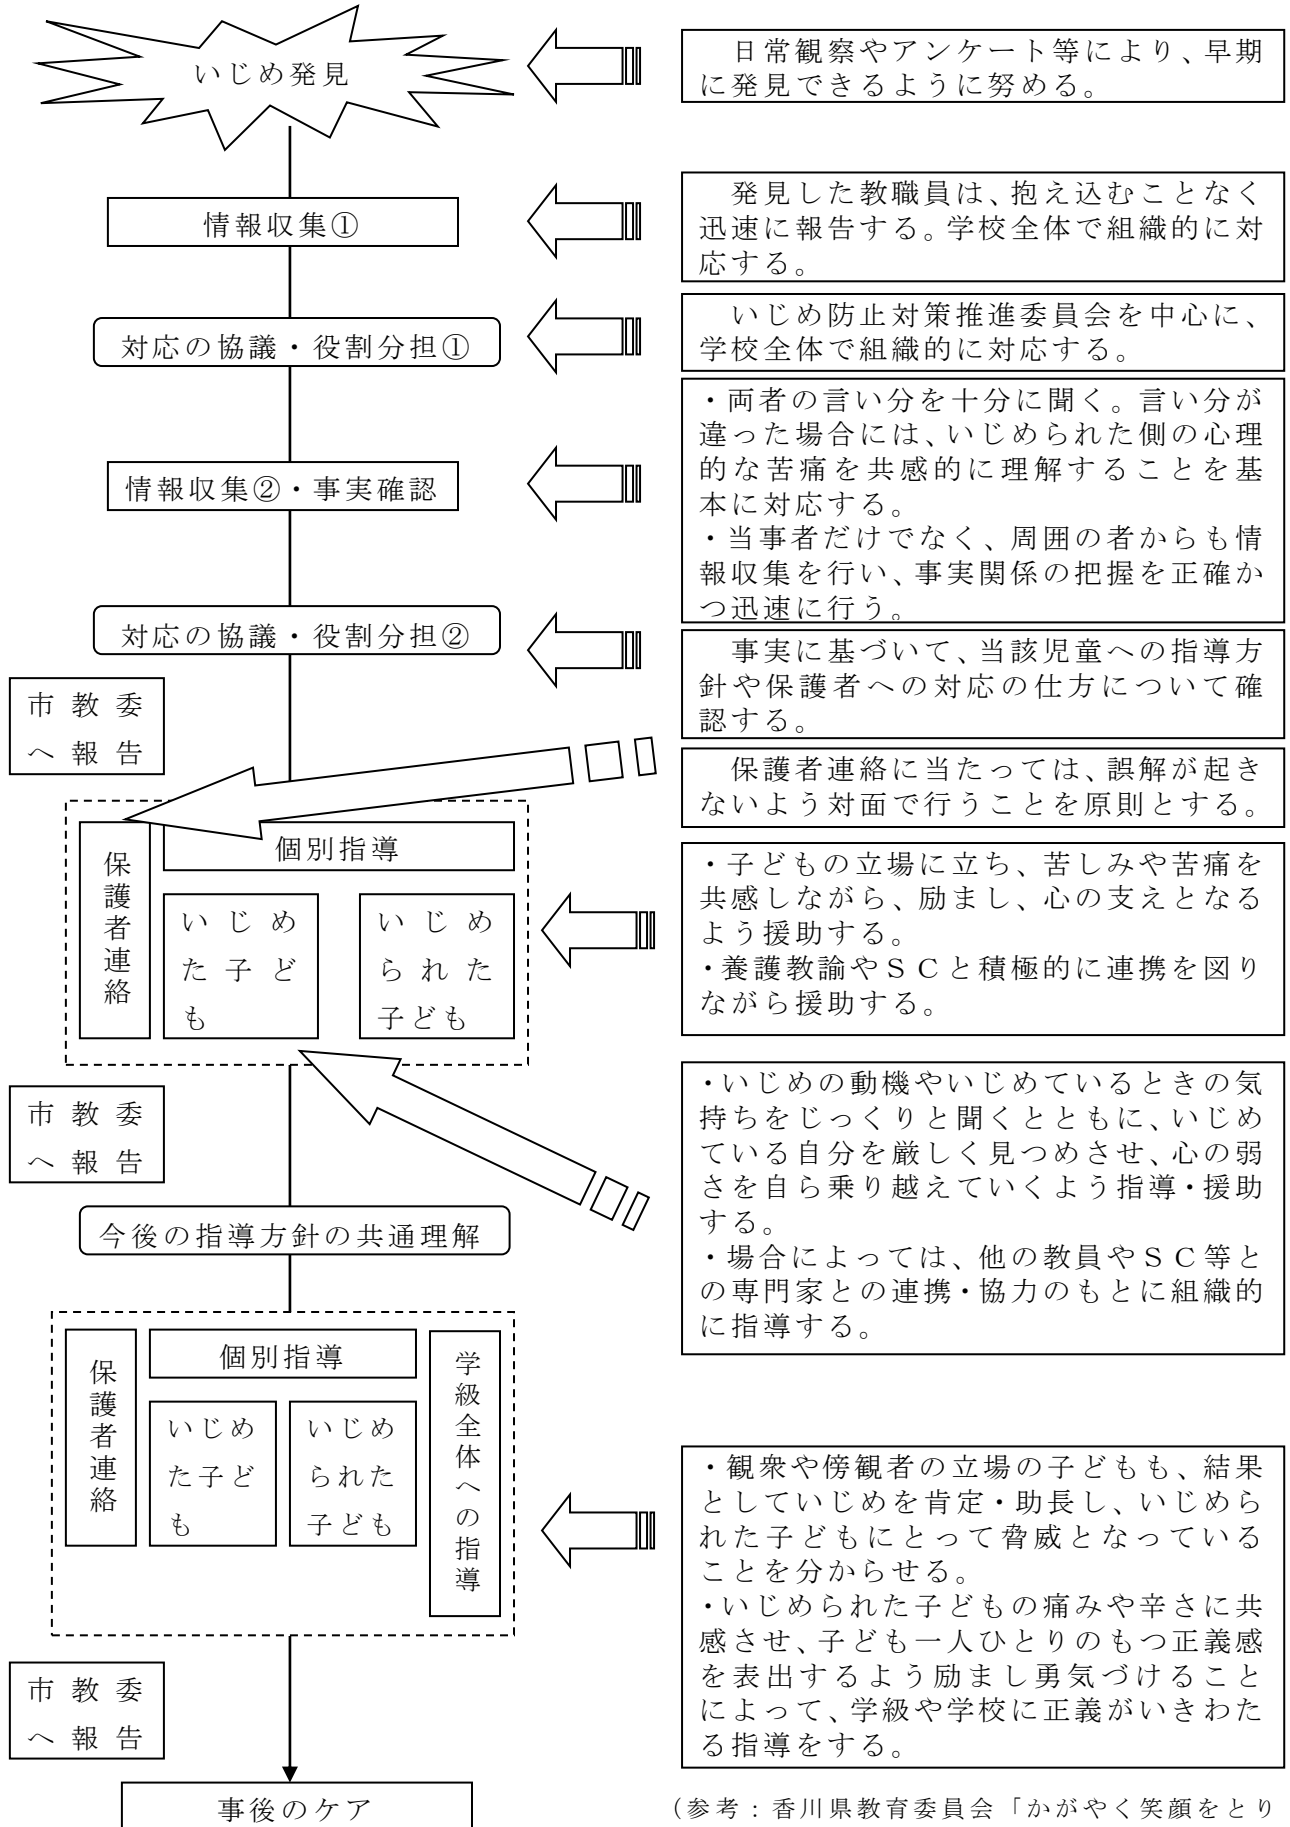 いじめ発見
日常観察やアンケート等により、早期
に発見できるように努める。
情報収集①
発見した教職員は、抱え込むことなく
迅速に報告する。学校全体で組織的に対
応する。
対応の協議・役割分担①
いじめ防止対策推進委員会を中心に、
学校全体で組織的に対応する。
情報収集②・事実確認
・両者の言い分を十分に聞く。言い分が
違った場合には、いじめられた側の心理
的な苦痛を共感的に理解することを基
本に対応する。
・当事者だけでなく、周囲の者からも情
報収集を行い、事実関係の把握を正確か
つ迅速に行う。
対応の協議・役割分担②
事実に基づいて、当該児童への指導方
針や保護者への対応の仕方について確
認する。
市教委
へ報告
保護者連絡に当たっては、誤解が起き
ないよう対面で行うことを原則とする。
保護者連絡
個別指導
いじめ
た子ど
も
いじめ
られた
子ども
・子どもの立場に立ち、苦しみや苦痛を
共感しながら、励まし、心の支えとなる
よう援助する。
・養護教諭やＳＣと積極的に連携を図り
ながら援助する。
市教委
へ報告
・いじめの動機やいじめているときの気
持ちをじっくりと聞くとともに、いじめ
ている自分を厳しく見つめさせ、心の弱
さを自ら乗り越えていくよう指導・援助
する。
・場合によっては、他の教員やＳＣ等と
の専門家との連携・協力のもとに組織的
に指導する。
今後の指導方針の共通理解
保護者連絡
個別指導
いじめ
た子ど
も
いじめ
られた
子ども
学級全体への指導
・観衆や傍観者の立場の子どもも、結果
としていじめを肯定・助長し、いじめら
れた子どもにとって脅威となっている
ことを分からせる。
・いじめられた子どもの痛みや辛さに共
感させ、子ども一人ひとりのもつ正義感
を表出するよう励まし勇気づけること
によって、学級や学校に正義がいきわた
る指導をする。
市教委
へ報告
事後のケア
（参考：香川県教育委員会「かがやく笑顔をとり